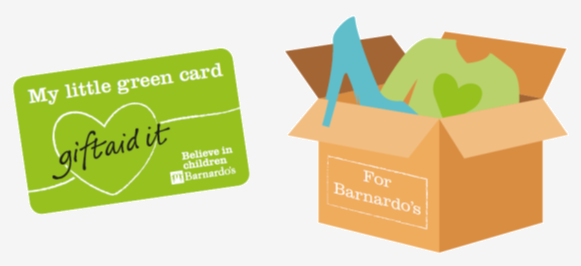 My little green card
giftaid it
Believe in
children
Barnardo's
For
Barnardo's